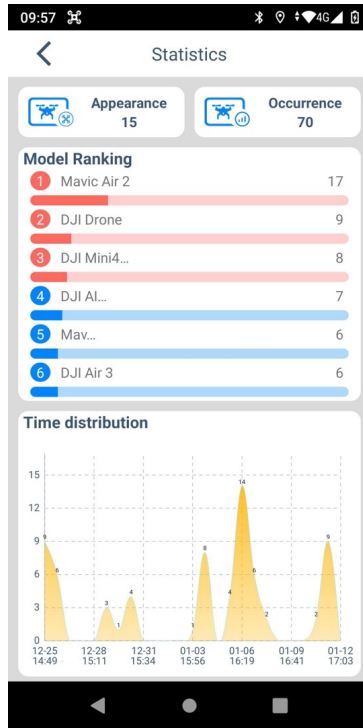 09:57 4G
Statistics
Appearance
15
Occurrence
70
Model Ranking
1 Mavic Air 2 17
2 DJI Drone 9
3 DJI Mini4... 8
4 DJI AI... 7
5 Mav... 6
6 DJI Air 3 6
Time distribution
15
12
9
6
3
0
9 6 3 1 4 1 8 4 14 6 2 2 9
12-25 12-28 12-31 01-03 01-06 01-09 01-12
14:49 15:11 15:34 15:56 16:19 16:41 17:03